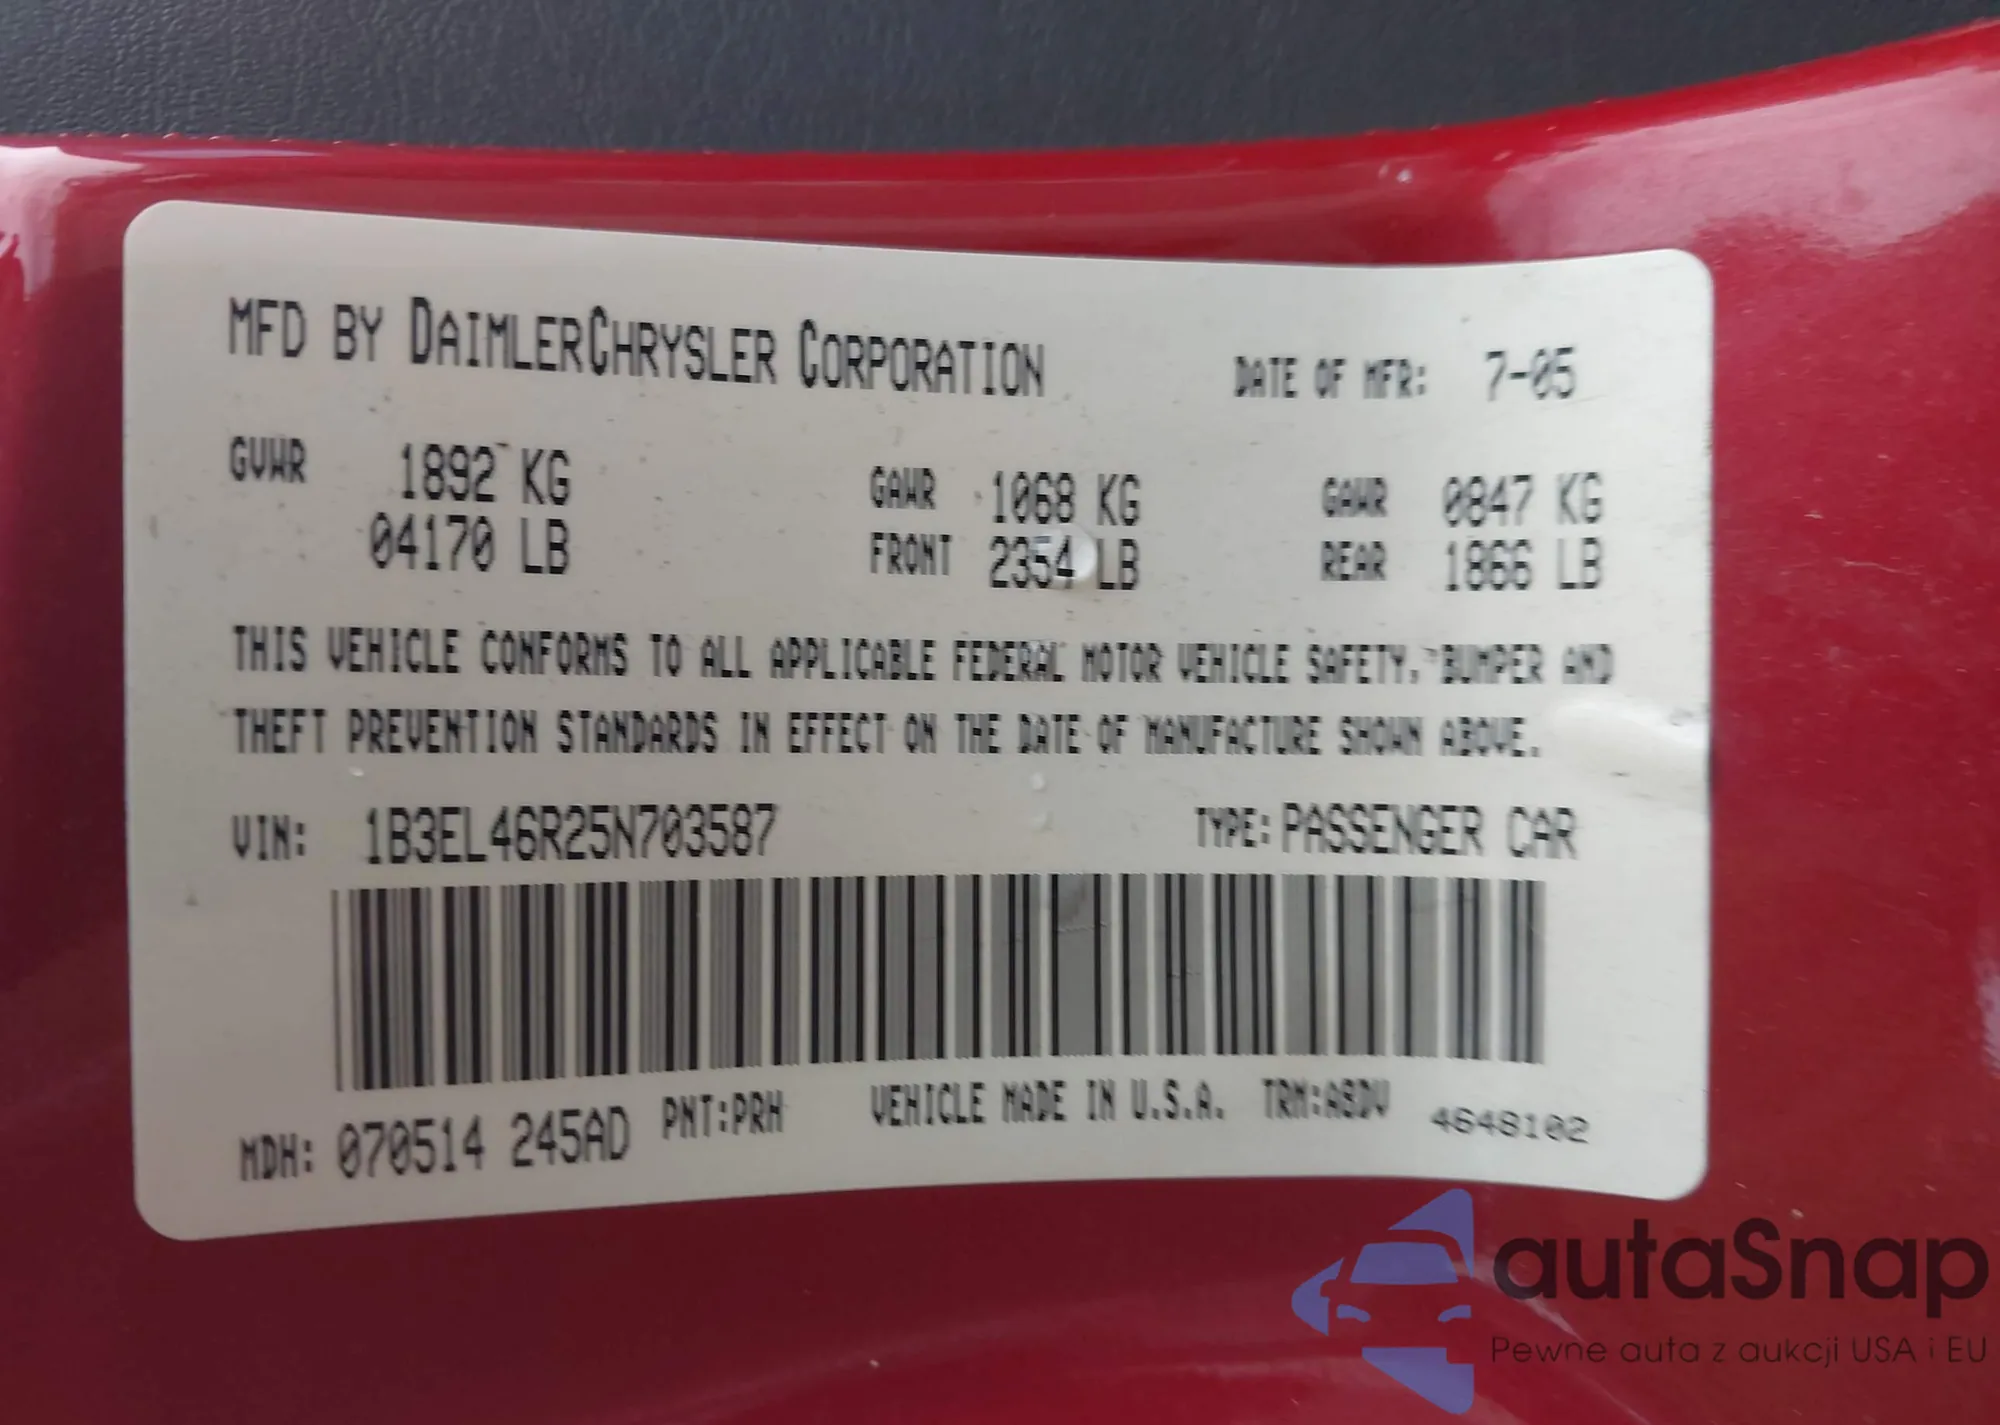 MFD BY DAIMLERCHRYSLER CORPORATION DATE OF MFR: 7-05
GVWR 1892 KG GAWR 1068 KG GAWR 0847 KG
04170 LB FRONT 2354 LB REAR 1866 LB
THIS VEHICLE CONFORMS TO ALL APPLICABLE FEDERAL MOTOR VEHICLE SAFETY, BUMPER AND
THEFT PREVENTION STANDARDS IN EFFECT ON THE DATE OF MANUFACTURE SHOWN ABOVE.
VIN: 1B3EL46R25N703587 TYPE: PASSENGER CAR
MDH: 070514 245AD PNT:PRH VEHICLE MADE IN U.S.A. TRM:A8DV 4648102
autaSnap
Pewne auta z aukcji USA i EU